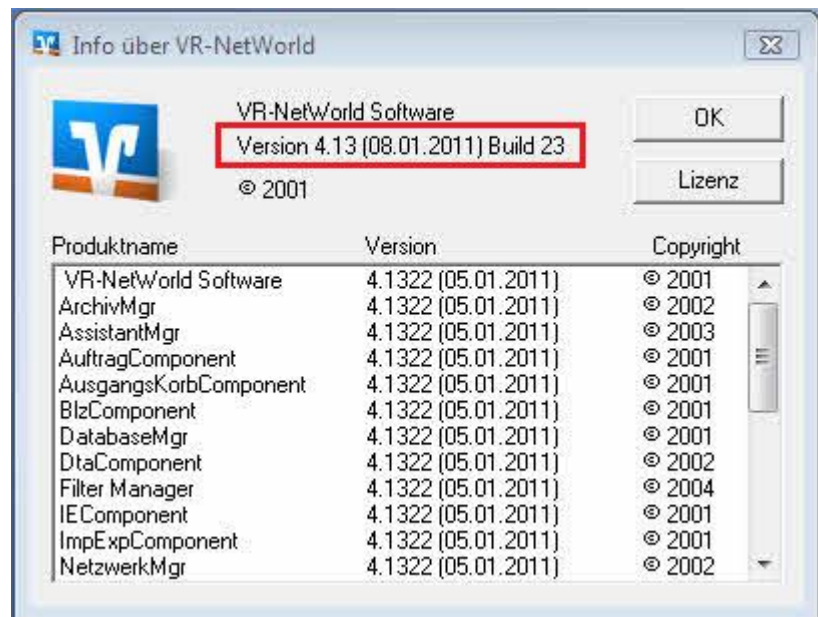 Info über VR-NetWorld
VR-NetWorld Software
Version 4.13 (08.01.2011) Build 23
© 2001
OK
Lizenz
Produktname Version Copyright
VR-NetWorld Software 4.1322 (05.01.2011) © 2001
ArchivMgr 4.1322 (05.01.2011) © 2002
AssistantMgr 4.1322 (05.01.2011) © 2003
AuftragComponent 4.1322 (05.01.2011) © 2001
AusgangsKorbComponent 4.1322 (05.01.2011) © 2001
BlzComponent 4.1322 (05.01.2011) © 2001
DatabaseMgr 4.1322 (05.01.2011) © 2001
DtaComponent 4.1322 (05.01.2011) © 2002
Filter Manager 4.1322 (05.01.2011) © 2004
IEComponent 4.1322 (05.01.2011) © 2001
ImpExpComponent 4.1322 (05.01.2011) © 2001
NetzwerkMgr 4.1322 (05.01.2011) © 2002